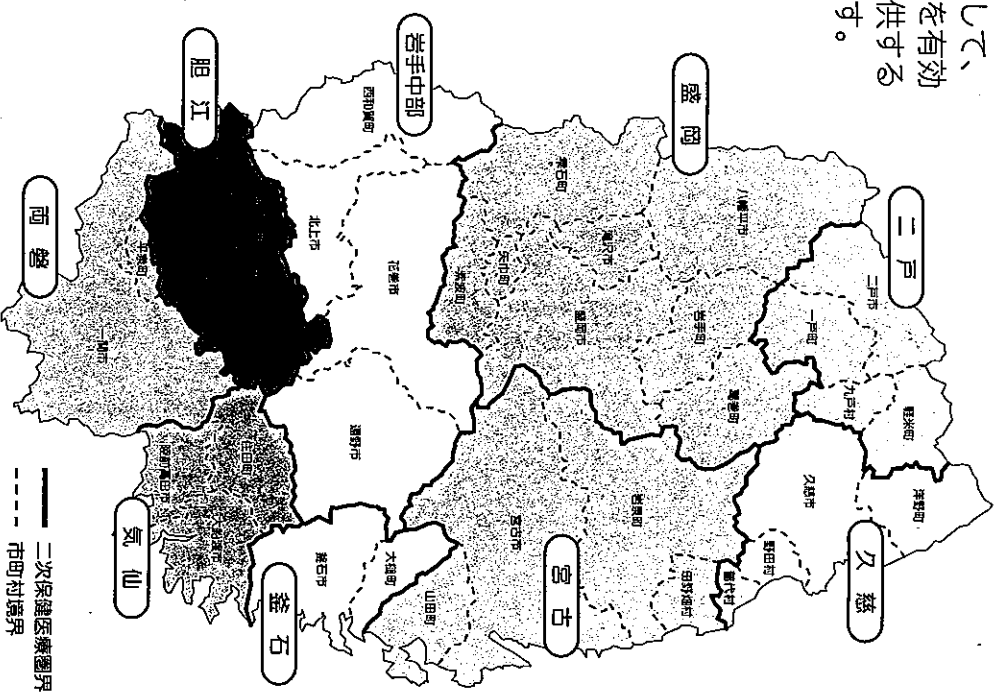 して、
を有効
供する
す。
二戸
久慈
洋野町
軽米町
二戸市
九戸村
一戸町
久慈市
野田村
普代村
盛岡
八幡平市
葛巻町
岩手町
田野畑村
岩泉町
滝沢市
雫石町
盛岡市
宮古
矢巾町
宮古市
紫波町
山田町
岩手中部
花巻市
大槌町
西和賀町
遠野市
北上市
釜石市
釜石
胆江
住田町
大船渡市
陸前高田市
平泉町
一関市
気仙
両磐
二次保健医療圏界
市町村境界